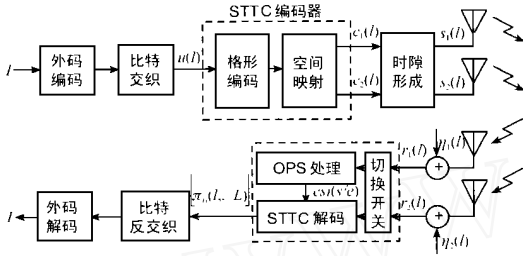 STTC 编码器
l
外码
编码
比特
交织
u(l)
格形
编码
空间
映射
c₁(l)
c₂(l)
时隙
形成
s₁(l)
s₂(l)
l
外码
解码
比特
反交织
OPS 处理
STTC 解码
切换开关
r₁(l)
r₂(l)
η₁(l)
η₂(l)